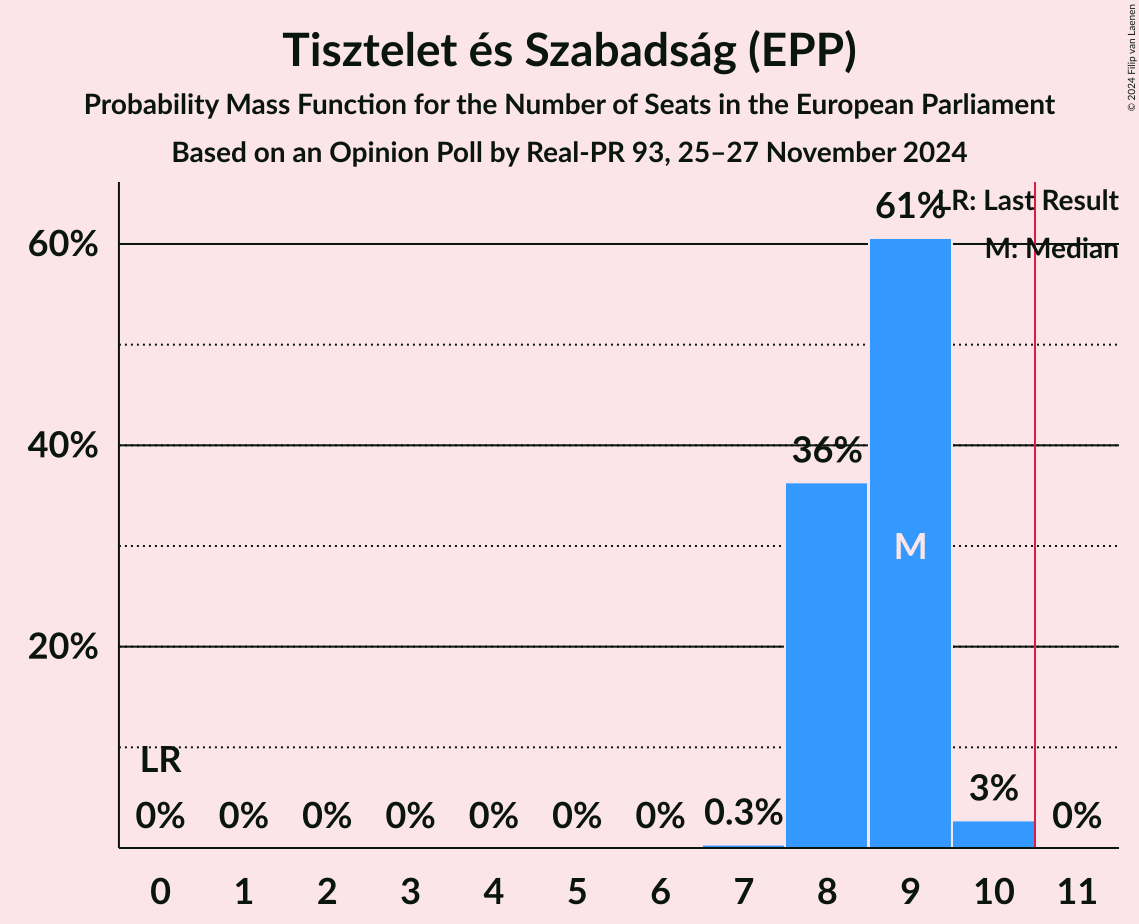 Tisztelet és Szabadság (EPP)
Probability Mass Function for the Number of Seats in the European Parliament
Based on an Opinion Poll by Real-PR 93, 25–27 November 2024
© 2024 Filip van Laenen
LR: Last Result
M: Median
61%
60%
36%
40%
M
20%
LR
0% 0% 0% 0% 0% 0% 0% 0.3% 3% 0%
0 1 2 3 4 5 6 7 8 9 10 11